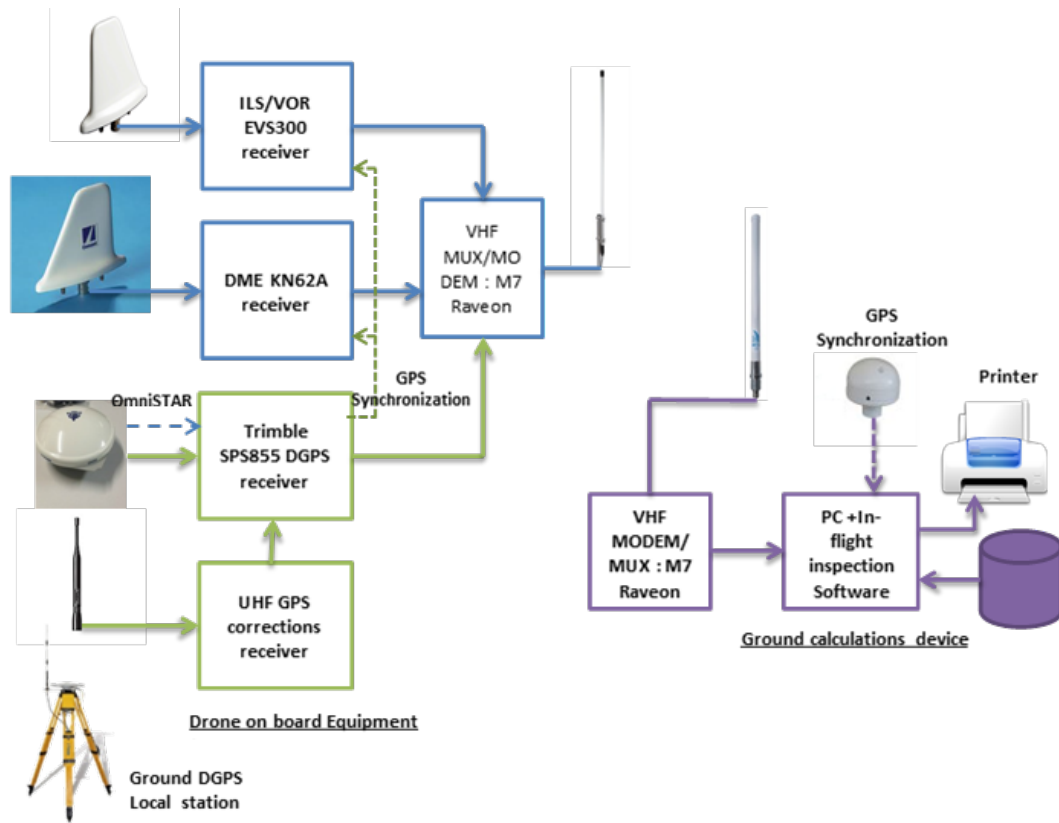 ILS/VOR
EVS300
receiver
DME KN62A
receiver
VHF
MUX/MO
DEM : M7
Raveon
OmniSTAR
Trimble
SPS855 DGPS
receiver
GPS
Synchronization
UHF GPS
corrections
receiver
Drone on board Equipment
Ground DGPS
Local station
GPS
Synchronization
Printer
VHF
MODEM/
MUX : M7
Raveon
PC +In-
flight
inspection
Software
Ground calculations device